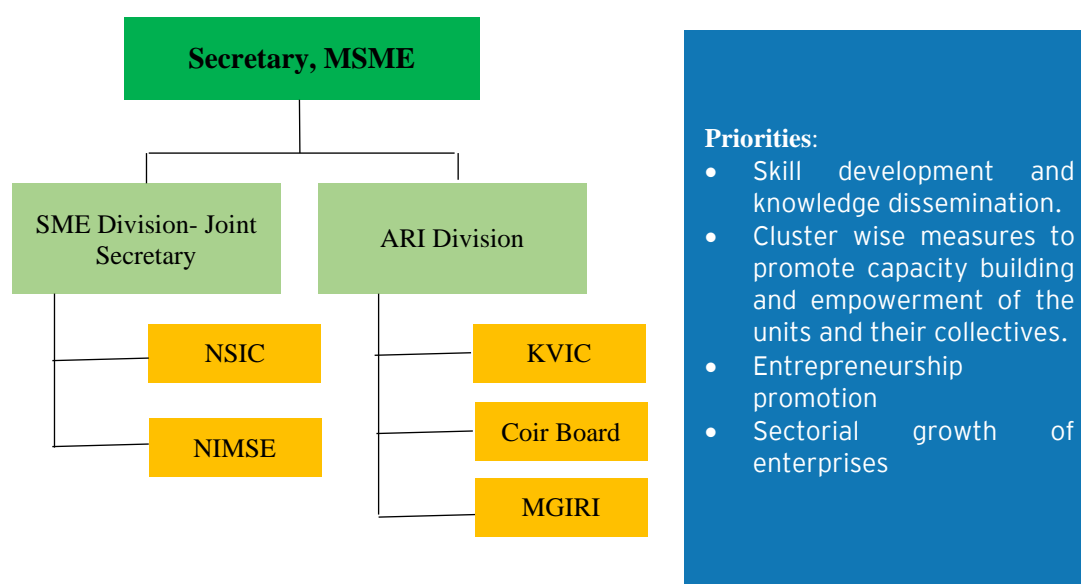 Secretary, MSME
SME Division- Joint
Secretary
ARI Division
NSIC
NIMSE
KVIC
Coir Board
MGIRI
Priorities:
• Skill development and
knowledge dissemination.
• Cluster wise measures to
promote capacity building
and empowerment of the
units and their collectives.
• Entrepreneurship
promotion
• Sectorial growth of
enterprises